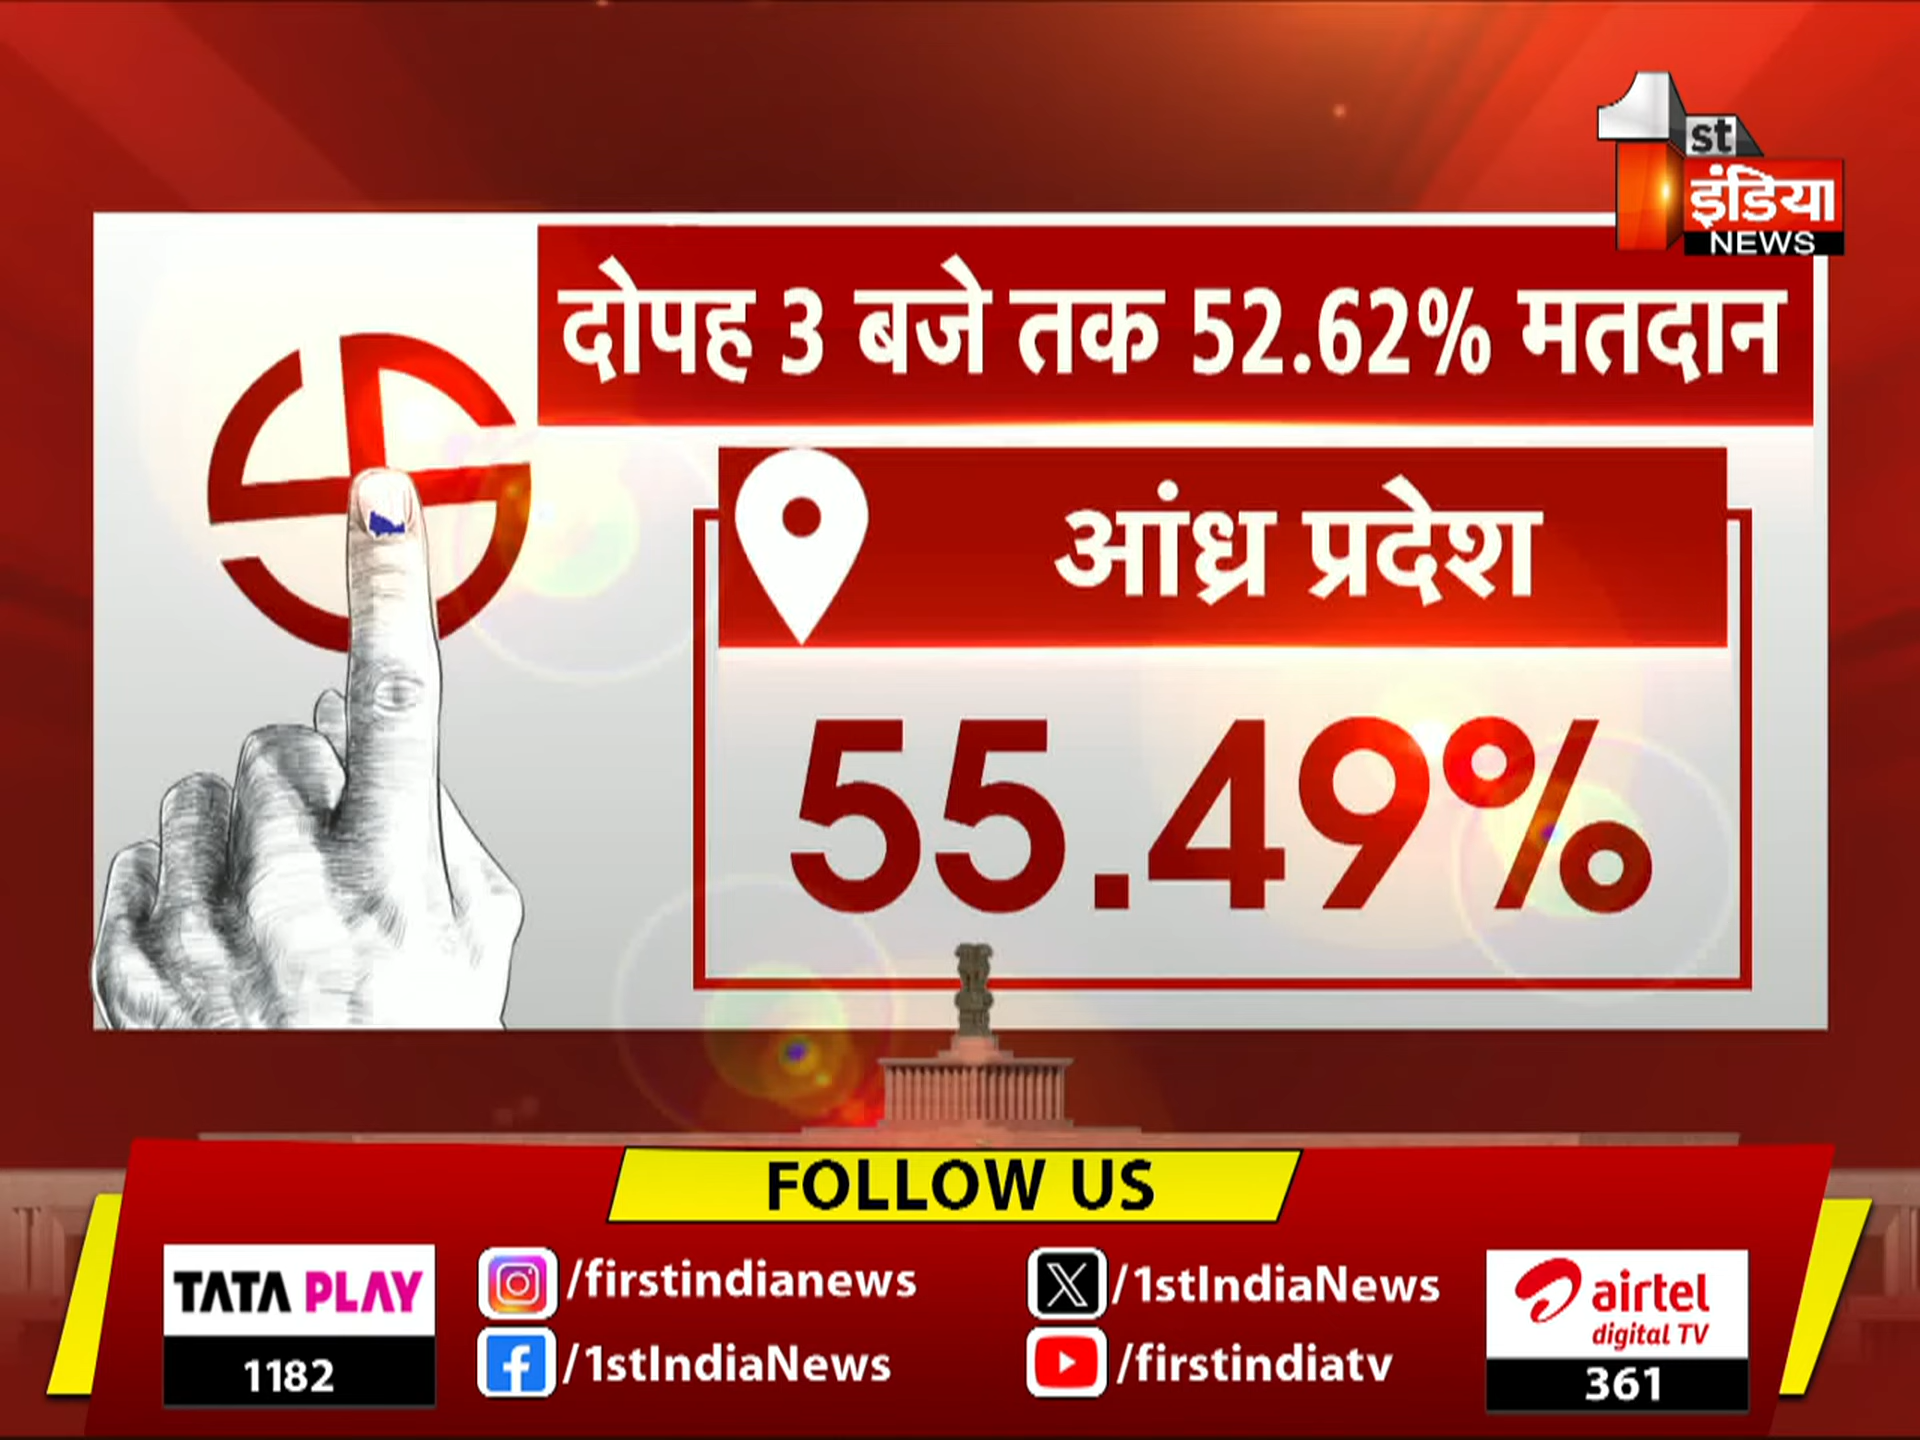 1st
इंडिया
NEWS
दोपह 3 बजे तक 52.62% मतदान
आंध्र प्रदेश
55.49%
FOLLOW US
TATA PLAY
1182
/firstindianews
/1stIndiaNews
/1stIndiaNews
/firstindiatv
airtel
digital TV
361